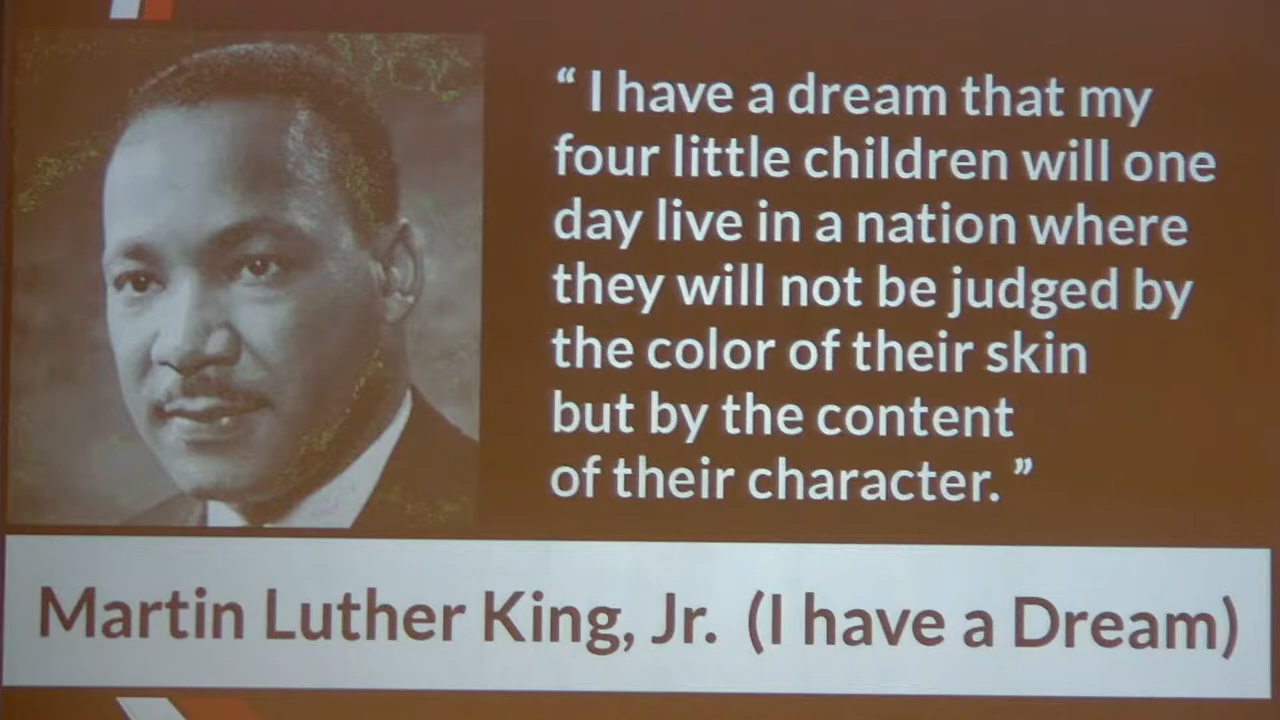 “ I have a dream that my
four little children will one
day live in a nation where
they will not be judged by
the color of their skin
but by the content
of their character. ”
Martin Luther King, Jr. (I have a Dream)